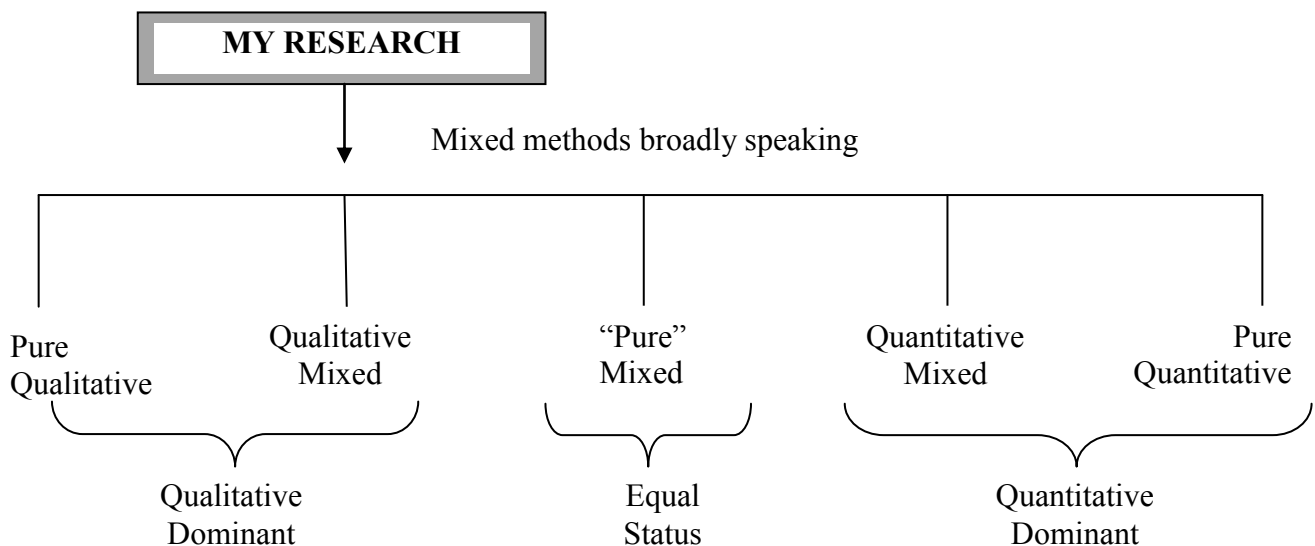 MY RESEARCH
Mixed methods broadly speaking
Pure
Qualitative
Qualitative
Mixed
“Pure”
Mixed
Quantitative
Mixed
Pure
Quantitative
Qualitative
Dominant
Equal
Status
Quantitative
Dominant